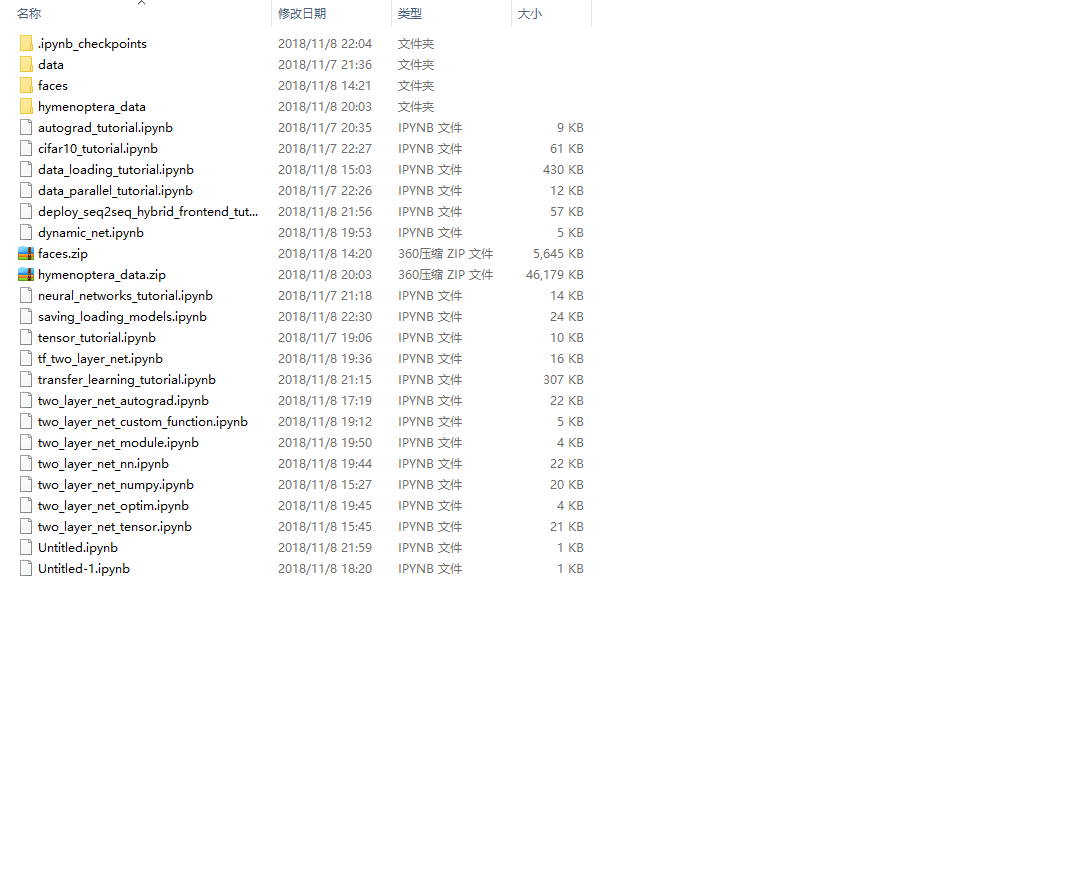 名称 修改日期 类型 大小
.ipynb_checkpoints 2018/11/8 22:04 文件夹
data 2018/11/7 21:36 文件夹
faces 2018/11/8 14:21 文件夹
hymenoptera_data 2018/11/8 20:03 文件夹
autograd_tutorial.ipynb 2018/11/7 20:35 IPYNB 文件 9 KB
cifar10_tutorial.ipynb 2018/11/7 22:27 IPYNB 文件 61 KB
data_loading_tutorial.ipynb 2018/11/8 15:03 IPYNB 文件 430 KB
data_parallel_tutorial.ipynb 2018/11/7 22:26 IPYNB 文件 12 KB
deploy_seq2seq_hybrid_frontend_tut... 2018/11/8 21:56 IPYNB 文件 57 KB
dynamic_net.ipynb 2018/11/8 19:53 IPYNB 文件 5 KB
faces.zip 2018/11/8 14:20 360压缩 ZIP 文件 5,645 KB
hymenoptera_data.zip 2018/11/8 20:03 360压缩 ZIP 文件 46,179 KB
neural_networks_tutorial.ipynb 2018/11/7 21:18 IPYNB 文件 14 KB
saving_loading_models.ipynb 2018/11/8 22:30 IPYNB 文件 24 KB
tensor_tutorial.ipynb 2018/11/7 19:06 IPYNB 文件 10 KB
tf_two_layer_net.ipynb 2018/11/8 19:36 IPYNB 文件 16 KB
transfer_learning_tutorial.ipynb 2018/11/8 21:15 IPYNB 文件 307 KB
two_layer_net_autograd.ipynb 2018/11/8 17:19 IPYNB 文件 22 KB
two_layer_net_custom_function.ipynb 2018/11/8 19:12 IPYNB 文件 5 KB
two_layer_net_module.ipynb 2018/11/8 19:50 IPYNB 文件 4 KB
two_layer_net_nn.ipynb 2018/11/8 19:44 IPYNB 文件 22 KB
two_layer_net_numpy.ipynb 2018/11/8 15:27 IPYNB 文件 20 KB
two_layer_net_optim.ipynb 2018/11/8 19:45 IPYNB 文件 4 KB
two_layer_net_tensor.ipynb 2018/11/8 15:45 IPYNB 文件 21 KB
Untitled.ipynb 2018/11/8 21:59 IPYNB 文件 1 KB
Untitled-1.ipynb 2018/11/8 18:20 IPYNB 文件 1 KB